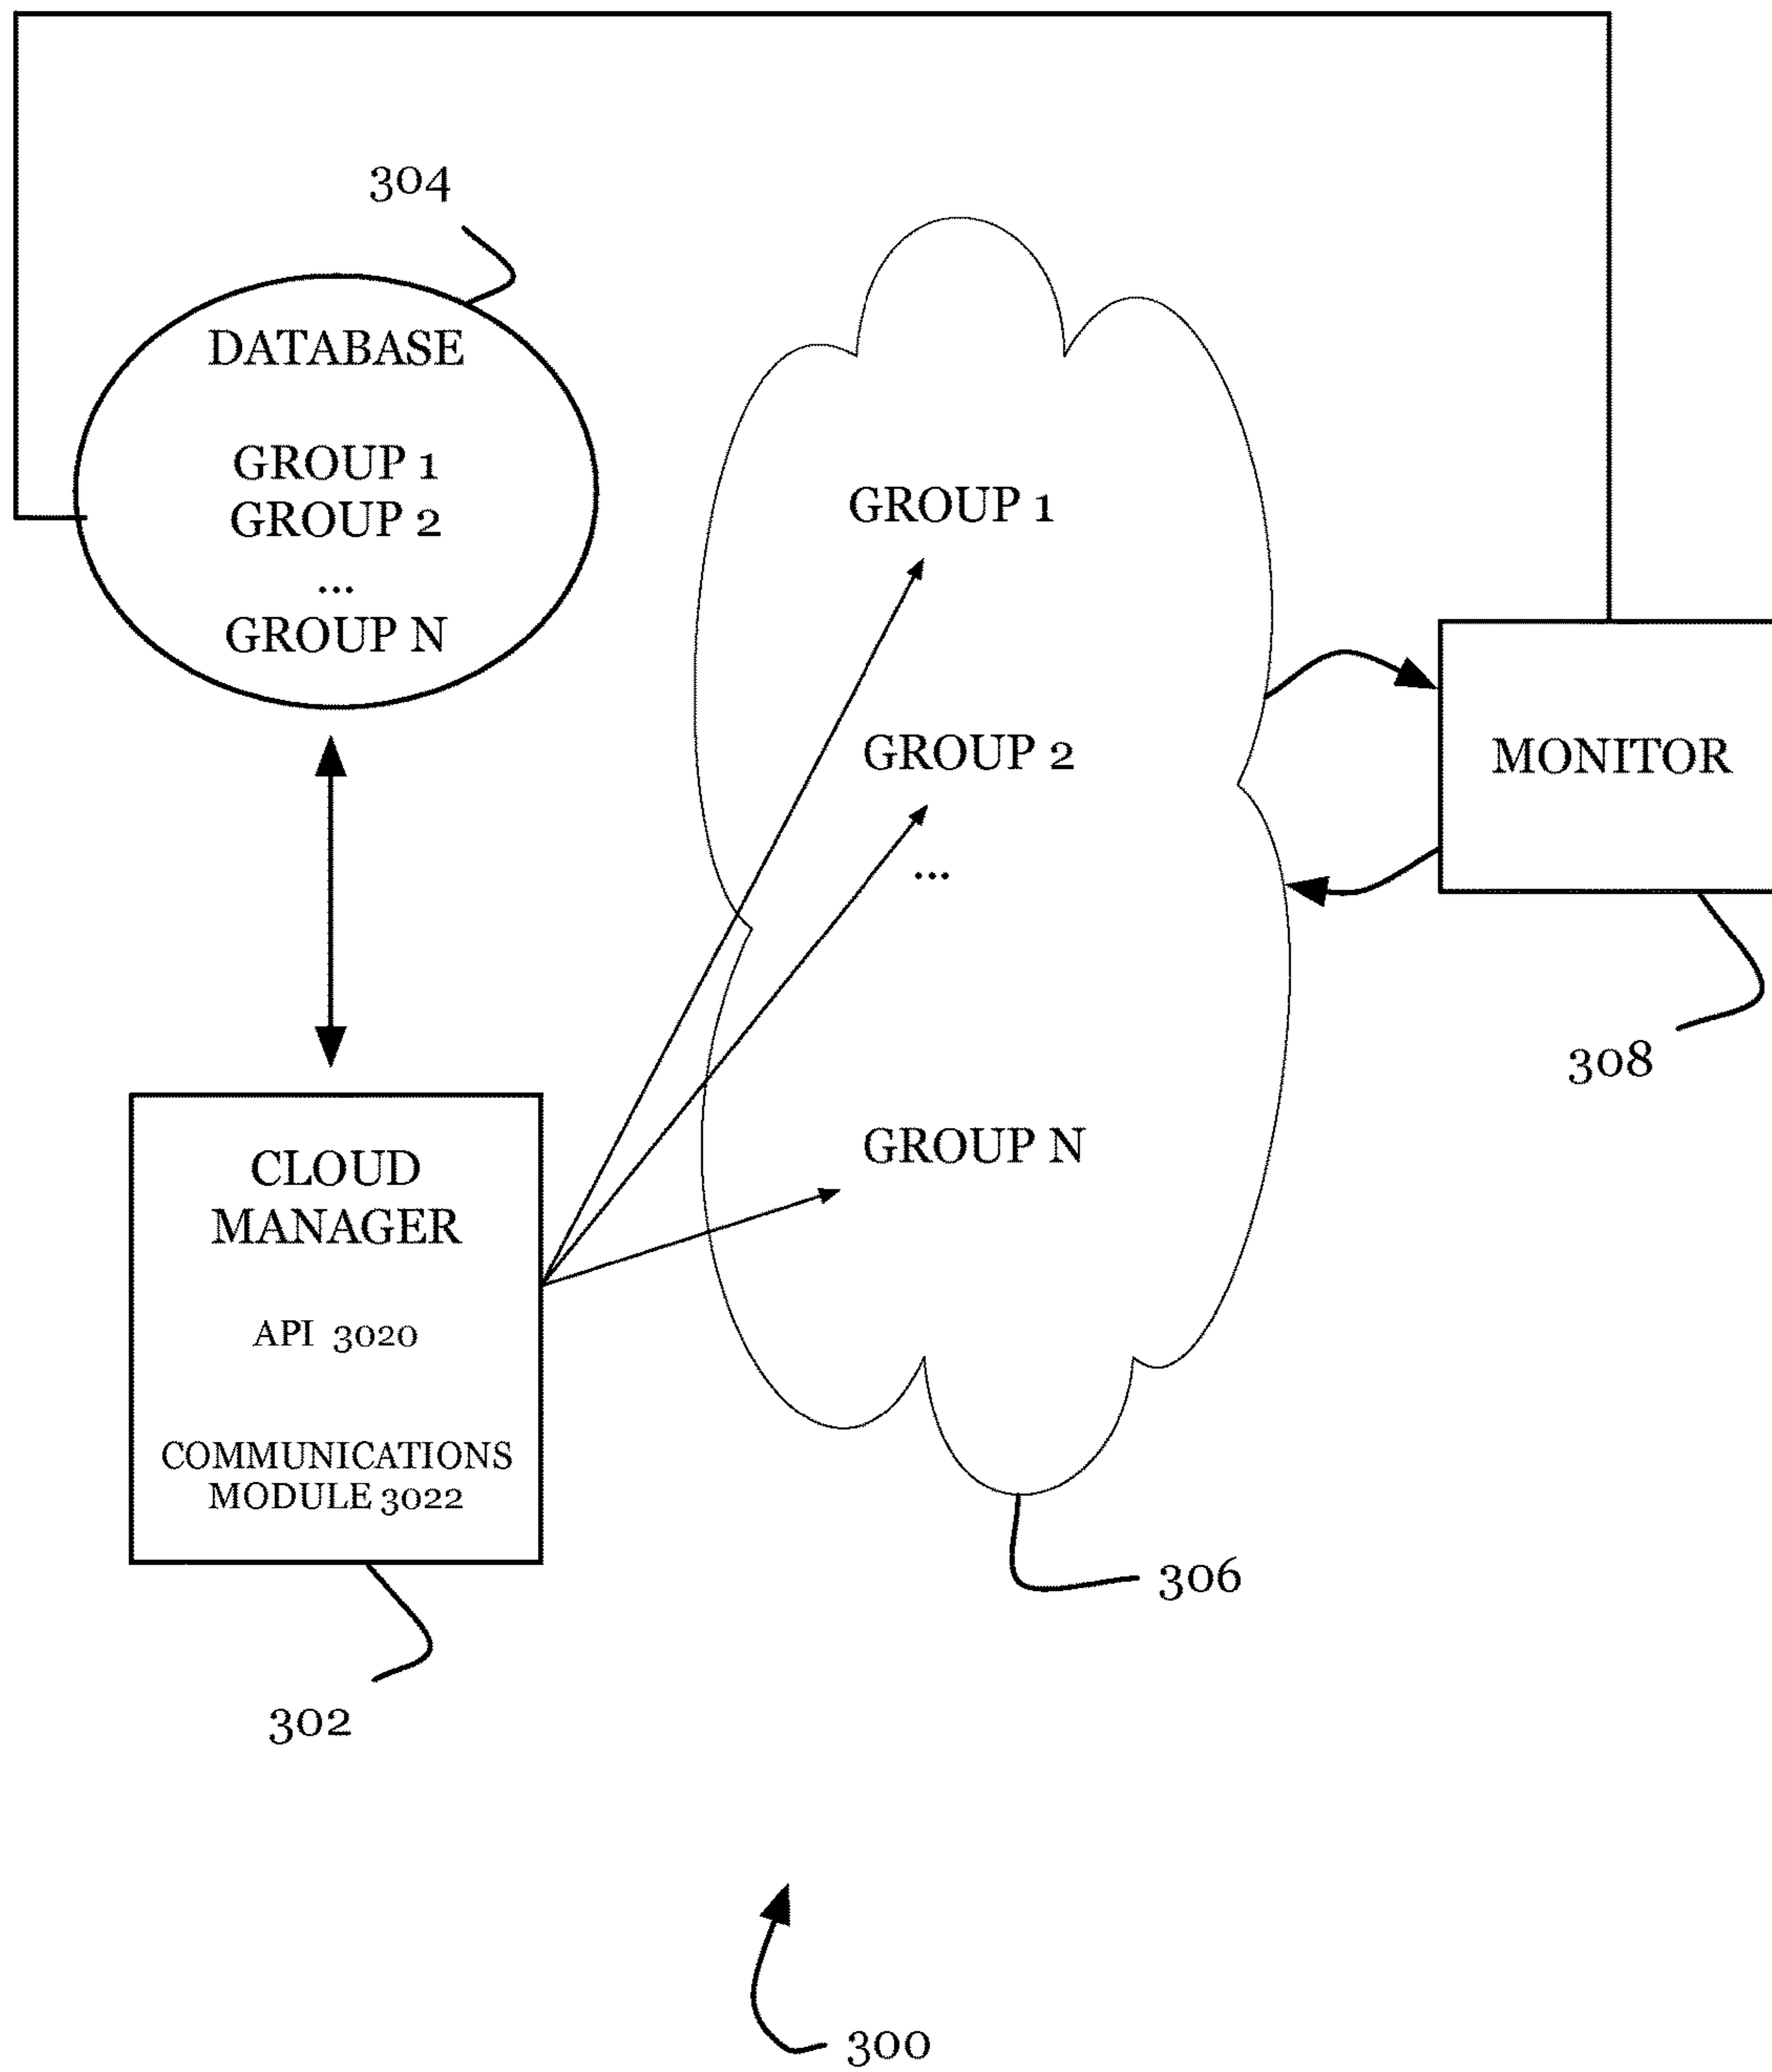 304
DATABASE
GROUP 1
GROUP 2
...
GROUP N
GROUP 1
GROUP 2
...
GROUP N
MONITOR
308
CLOUD
MANAGER
API 3020
COMMUNICATIONS
MODULE 3022
302
306
300